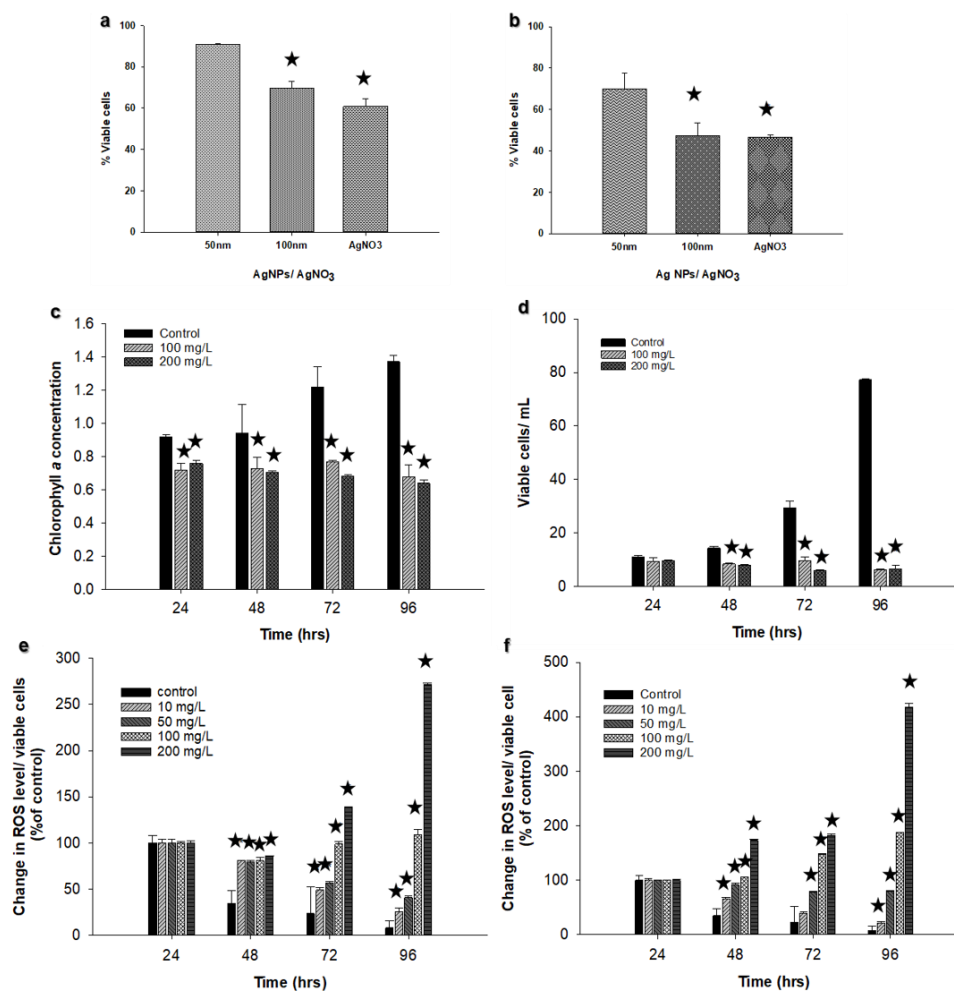 a
100
80
60
40
20
0
% Viable cells
50nm
100nm
AgNO3
AgNPs/ AgNO₃
b
100
80
60
40
20
0
% Viable cells
50nm
100nm
AgNO3
Ag NPs/ AgNO₃
c
1.6
1.4
1.2
1.0
0.8
0.6
0.4
0.2
0.0
Chlorophyll a concentration
Control
100 mg/L
200 mg/L
24
48
72
96
Time (hrs)
d
100
80
60
40
20
0
Viable cells/ mL
Control
100 mg/L
200 mg/L
24
48
72
96
Time (hrs)
e
300
250
200
150
100
50
0
Change in ROS level/ viable cells
(%of control)
control
10 mg/L
50 mg/L
100 mg/L
200 mg/L
24
48
72
96
Time (hrs)
f
500
400
300
200
100
0
Change in ROS level/ viable cell
(% of control)
Control
10 mg/L
50 mg/L
100 mg/L
200 mg/L
24
48
72
96
Time (hrs)